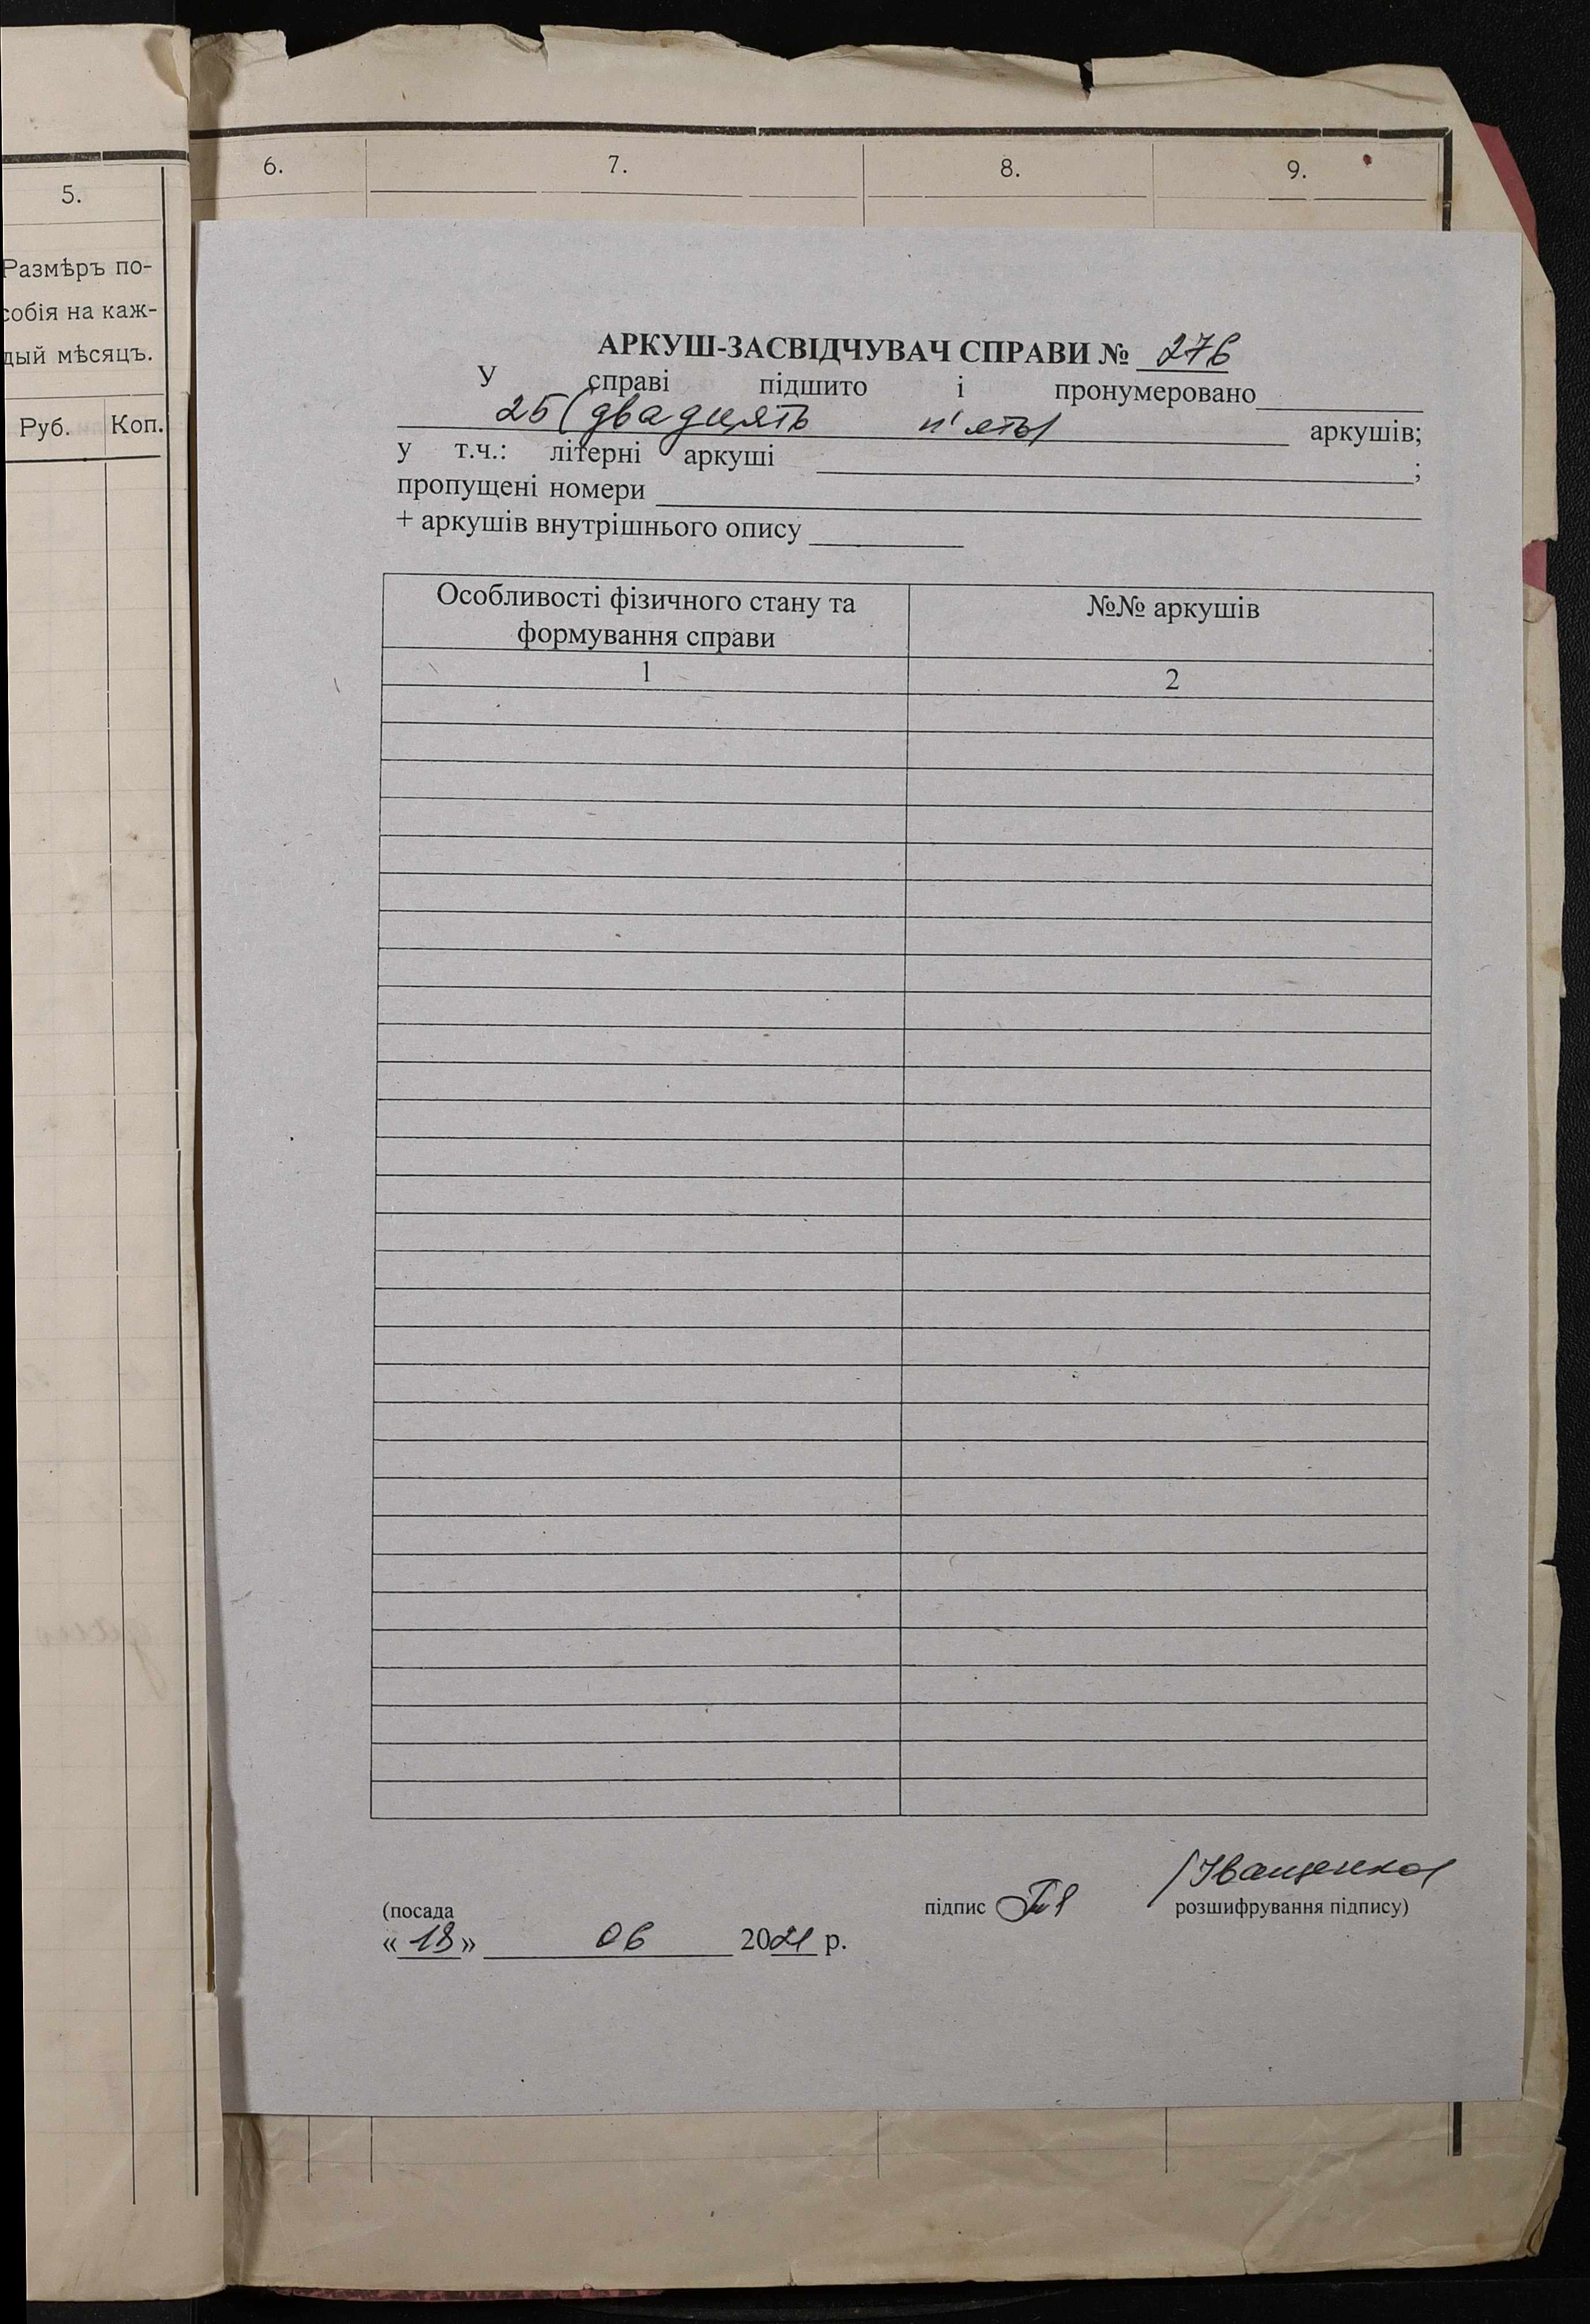 5.
Размѣръ по-
собія на каж-
дый мѣсяцъ.
Руб. Коп.
6. 7. 8. 9.
АРКУШ-ЗАСВІДЧУВАЧ СПРАВИ № 276
У справі підшито і пронумеровано
25 (двадцять п'ять) аркушів;
у т.ч.: літерні аркуші ;
пропущені номери
+ аркушів внутрішнього опису
Особливості фізичного стану та
формування справи
№№ аркушів
1 2
(посада підпис /Іващенко/
розшифрування підпису)
«18» 06 2021 р.